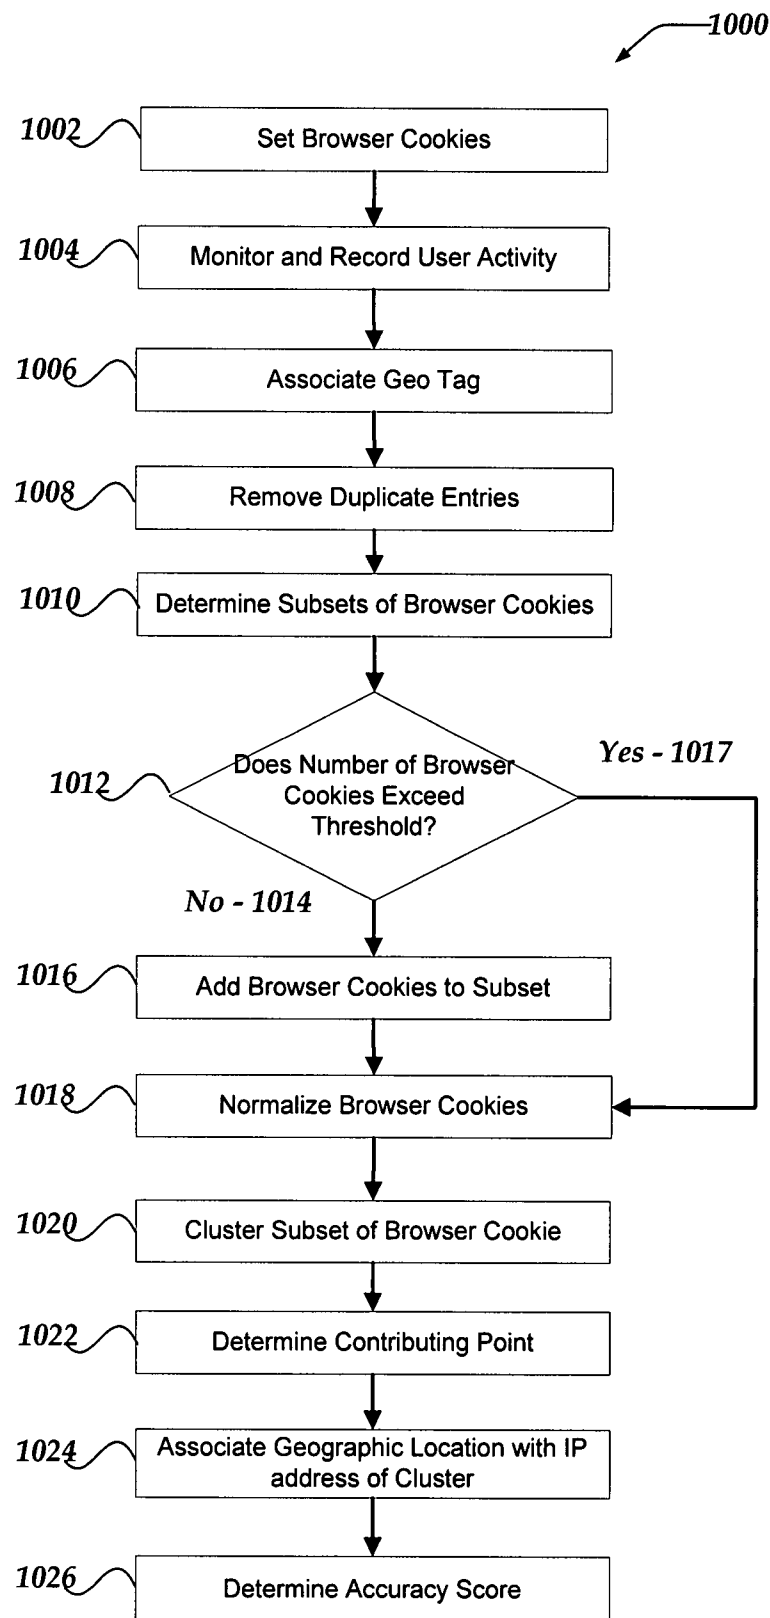 1000
1002
Set Browser Cookies
1004
Monitor and Record User Activity
1006
Associate Geo Tag
1008
Remove Duplicate Entries
1010
Determine Subsets of Browser Cookies
1012
Does Number of Browser
Cookies Exceed
Threshold?
Yes - 1017
No - 1014
1016
Add Browser Cookies to Subset
1018
Normalize Browser Cookies
1020
Cluster Subset of Browser Cookie
1022
Determine Contributing Point
1024
Associate Geographic Location with IP
address of Cluster
1026
Determine Accuracy Score